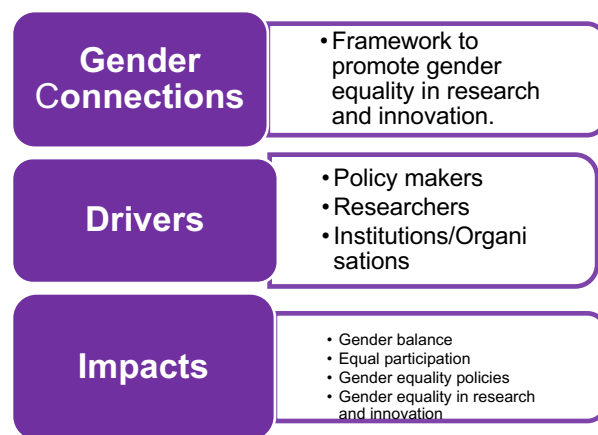 Gender
Connections
• Framework to
promote gender
equality in research
and innovation.
Drivers
• Policy makers
• Researchers
• Institutions/Organi
sations
Impacts
• Gender balance
• Equal participation
• Gender equality policies
• Gender equality in research
and innovation